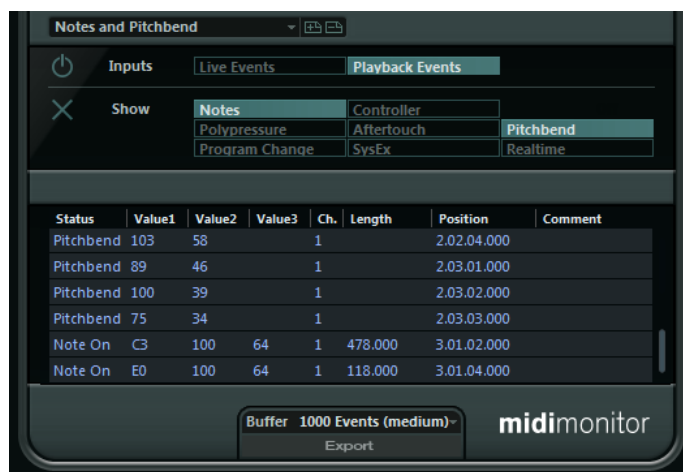 Notes and Pitchbend
Inputs Live Events Playback Events
Show Notes Controller
Polypressure Aftertouch Pitchbend
Program Change SysEx Realtime
Status Value1 Value2 Value3 Ch. Length Position Comment
Pitchbend 103 58 1 2.02.04.000
Pitchbend 89 46 1 2.03.01.000
Pitchbend 100 39 1 2.03.02.000
Pitchbend 75 34 1 2.03.03.000
Note On C3 100 64 1 478.000 3.01.02.000
Note On E0 100 64 1 118.000 3.01.04.000
Buffer 1000 Events (medium)
Export
midimonitor